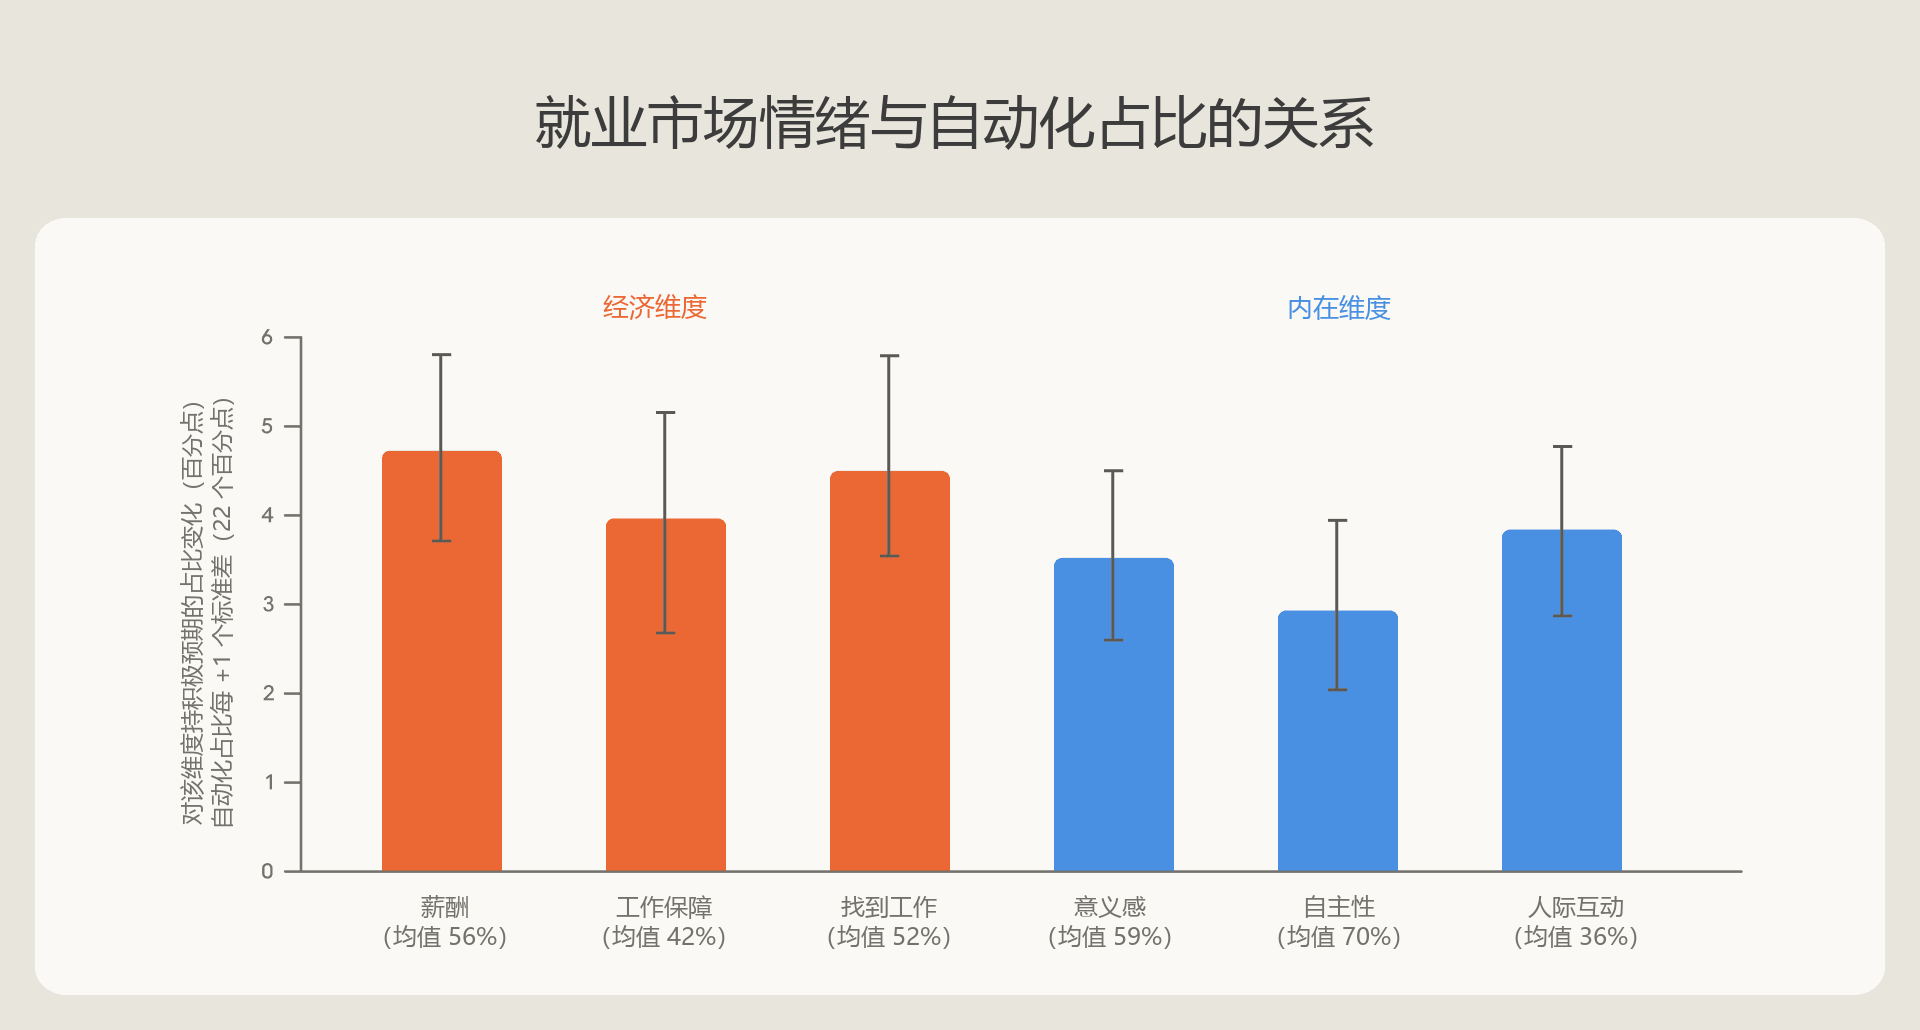 就业市场情绪与自动化占比的关系
经济维度
内在维度
对该维度持积极预期的占比变化（百分点）
自动化占比每 +1 个标准差（22 个百分点）
6
5
4
3
2
1
0
薪酬
(均值 56%)
工作保障
(均值 42%)
找到工作
(均值 52%)
意义感
(均值 59%)
自主性
(均值 70%)
人际互动
(均值 36%)